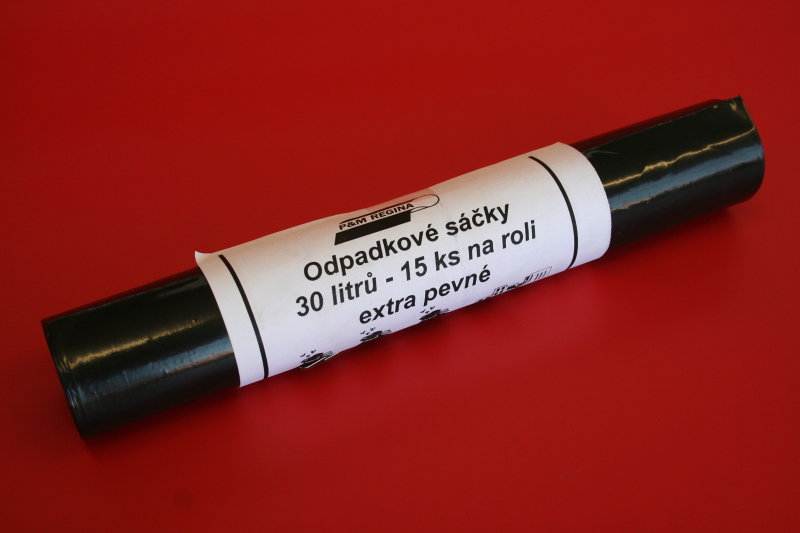 P&M REGINA
Odpadkové sáčky
30 litrů - 15 ks na roli
extra pevné